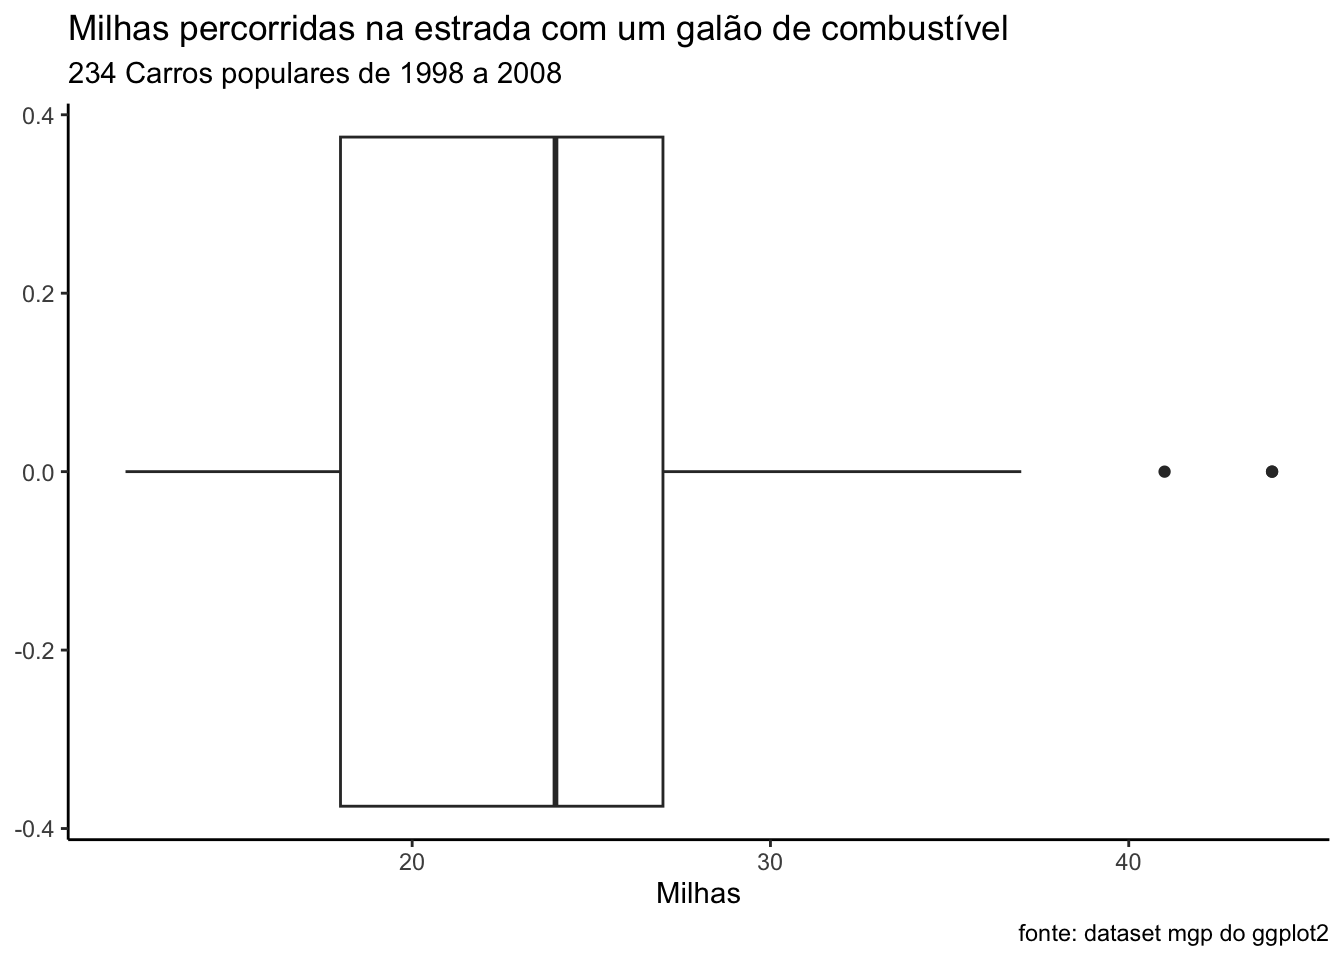 Milhas percorridas na estrada com um galão de combustível
234 Carros populares de 1998 a 2008
0.4
0.2
0.0
-0.2
-0.4
20 30 40
Milhas
fonte: dataset mgp do ggplot2